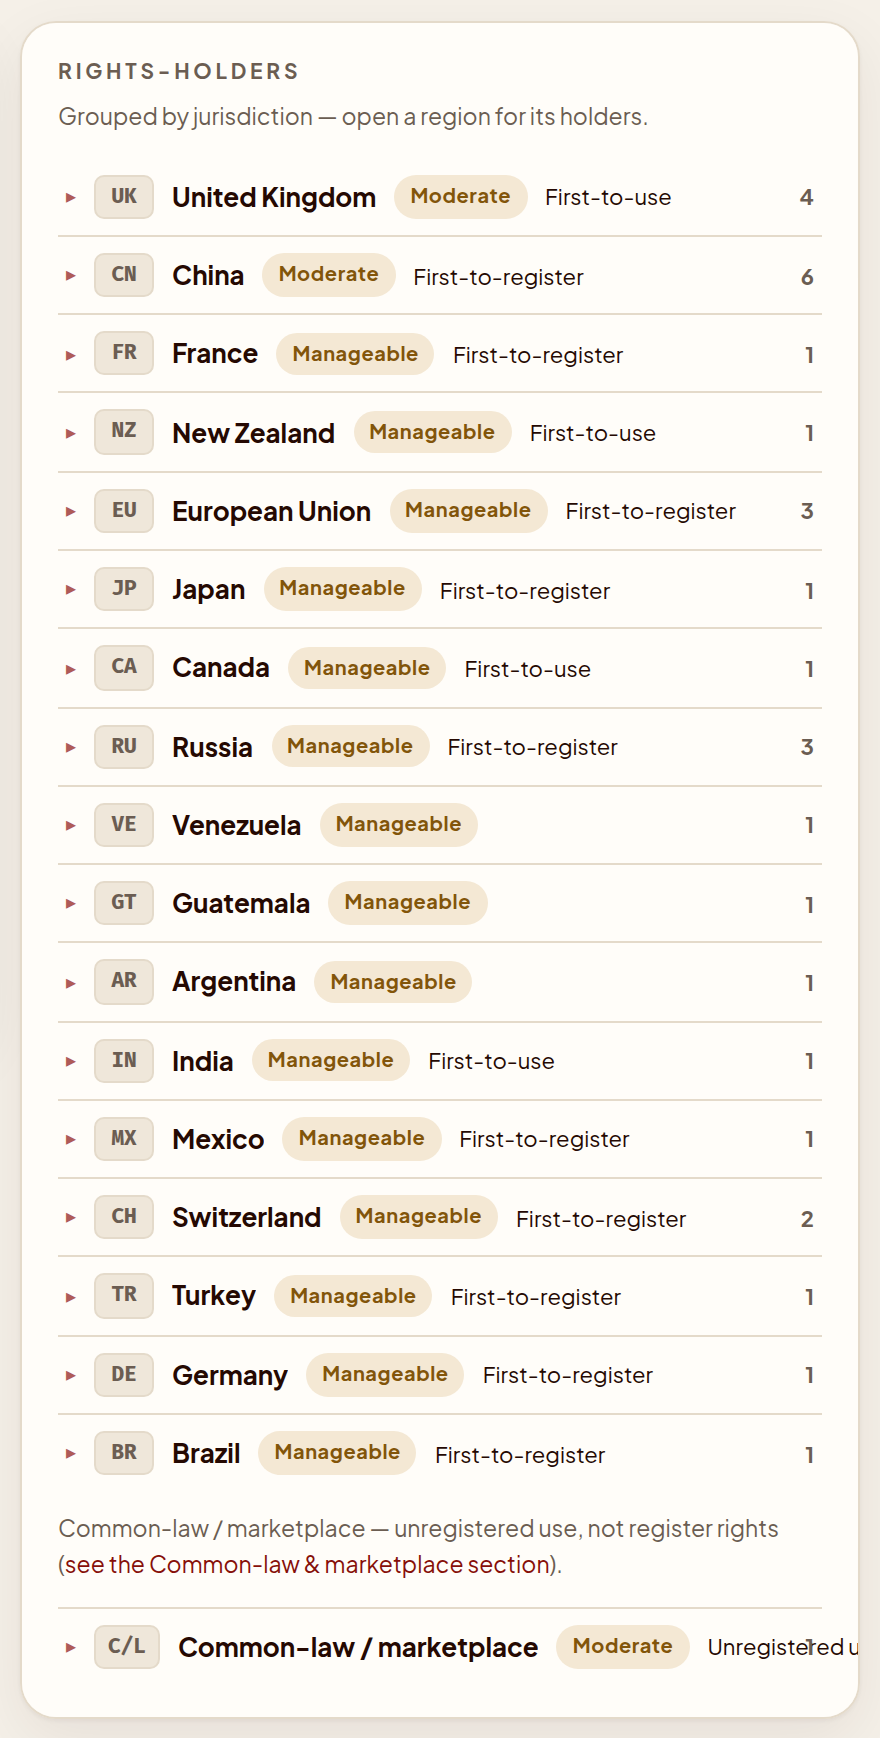 RIGHTS-HOLDERS
Grouped by jurisdiction — open a region for its holders.
UK United Kingdom Moderate First-to-use 4
CN China Moderate First-to-register 6
FR France Manageable First-to-register 1
NZ New Zealand Manageable First-to-use 1
EU European Union Manageable First-to-register 3
JP Japan Manageable First-to-register 1
CA Canada Manageable First-to-use 1
RU Russia Manageable First-to-register 3
VE Venezuela Manageable 1
GT Guatemala Manageable 1
AR Argentina Manageable 1
IN India Manageable First-to-use 1
MX Mexico Manageable First-to-register 1
CH Switzerland Manageable First-to-register 2
TR Turkey Manageable First-to-register 1
DE Germany Manageable First-to-register 1
BR Brazil Manageable First-to-register 1
Common-law / marketplace — unregistered use, not register rights
(see the Common-law & marketplace section).
C/L Common-law / marketplace Moderate Unregistered u 1